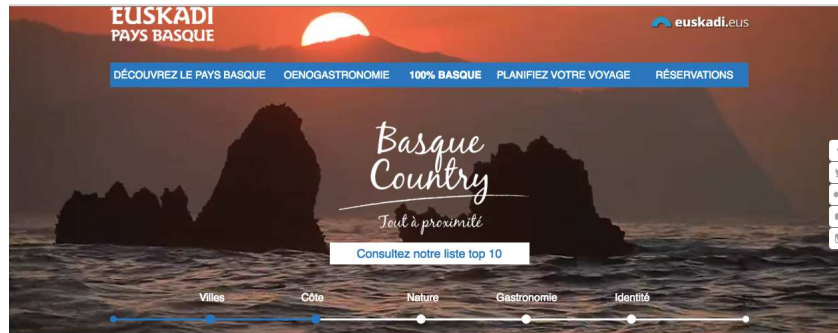 EUSKADI
PAYS BASQUE
euskadi.eus
DÉCOUVREZ LE PAYS BASQUE OENOGASTRONOMIE 100% BASQUE PLANIFIEZ VOTRE VOYAGE RÉSERVATIONS
Basque
Country
Tout à proximité
Consultez notre liste top 10
Villes Côte Nature Gastronomie Identité